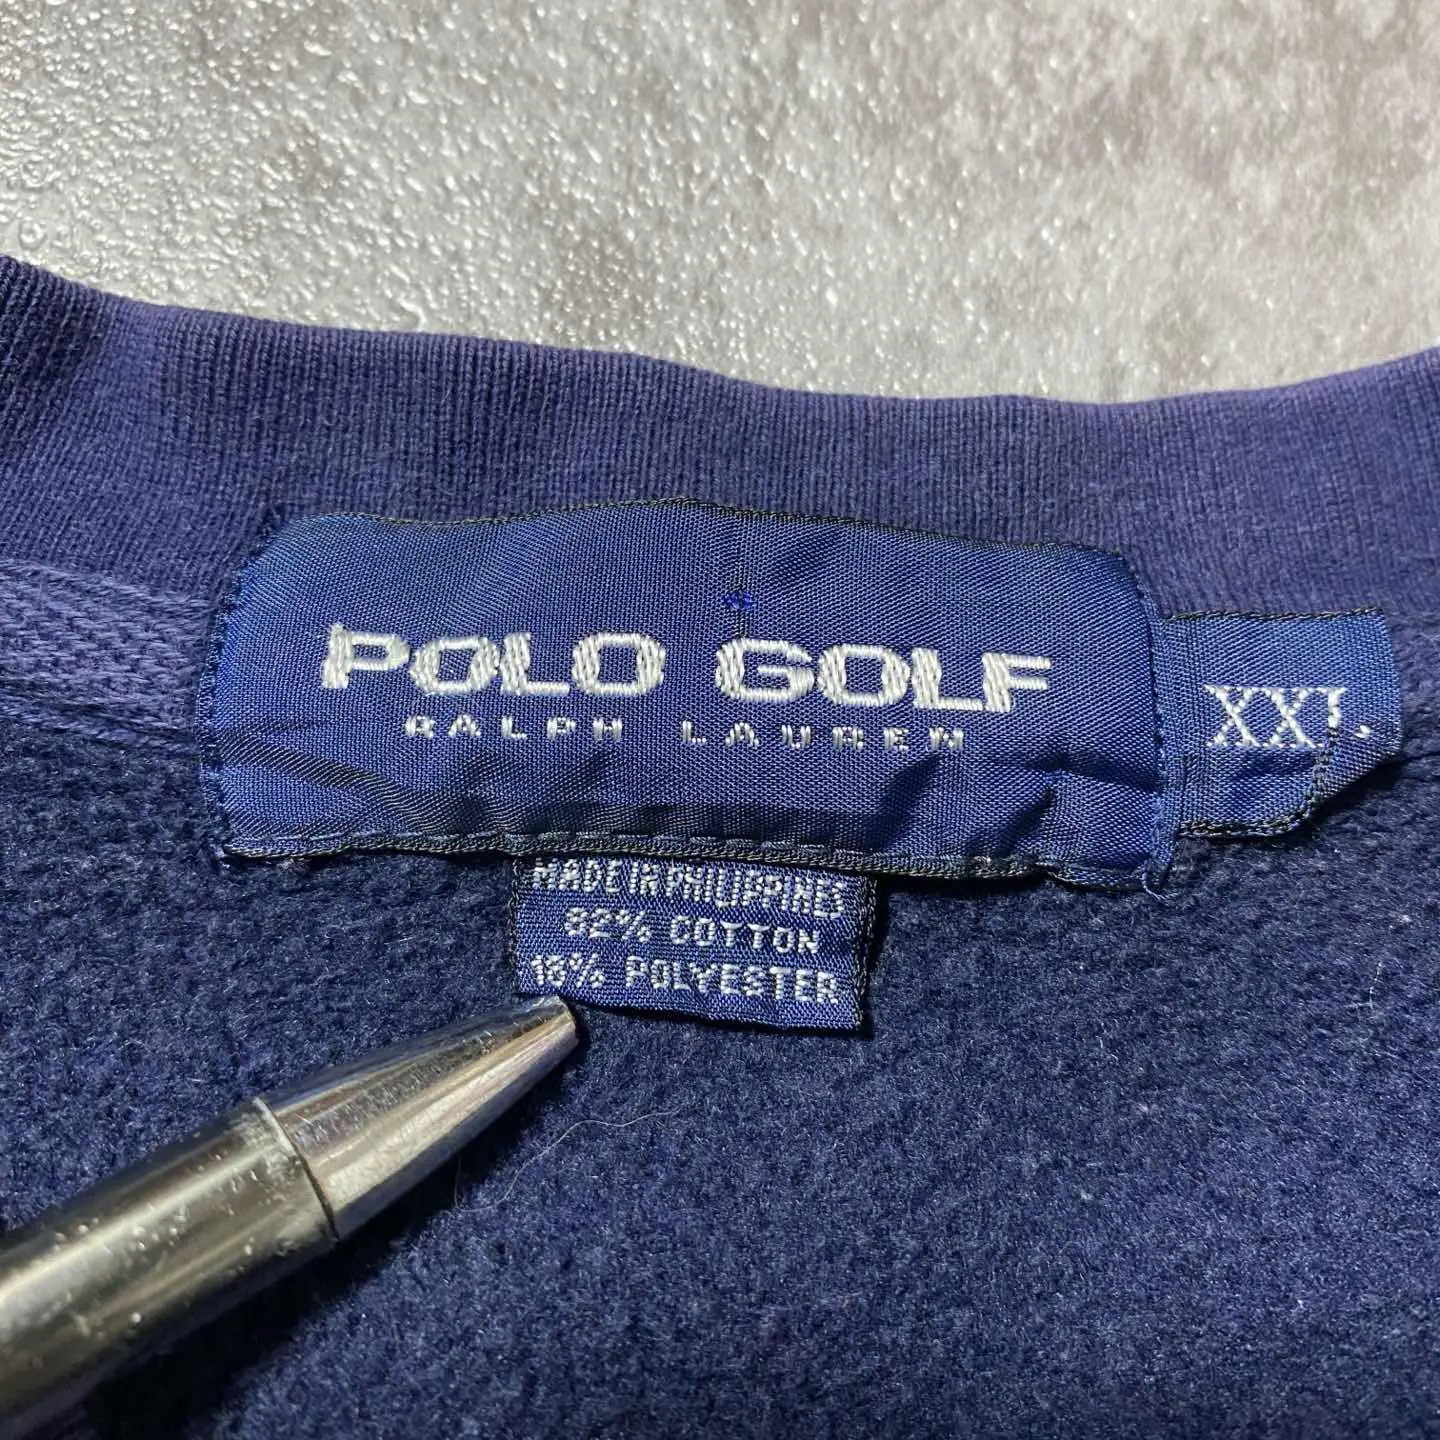 POLO GOLF
RALPH LAUREN
XXL
MADE IN PHILIPPINES
82% COTTON
18% POLYESTER